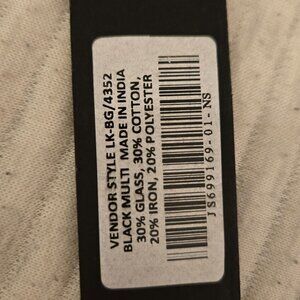 VENDOR STYLE LK-BG/4352
BLACK MULTI MADE IN INDIA
30% GLASS, 30% COTTON,
20% IRON, 20% POLYESTER
JS699169-01-NS